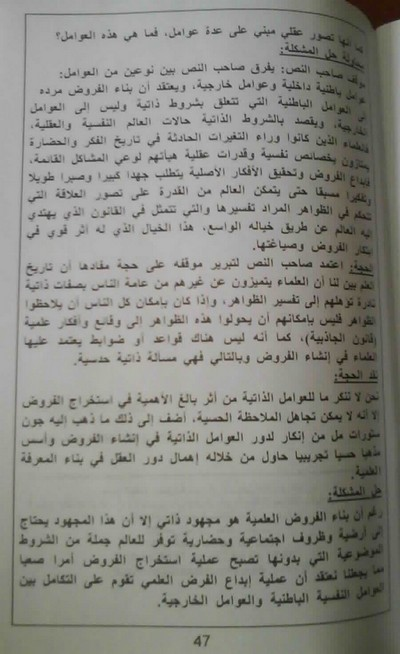 كما أنها تصور عقلي مبني على عدة عوامل، فما هي هذه العوامل؟
محاولة حل المشكلة:
موقف صاحب النص: يفرق صاحب النص بين نوعين من العوامل:
عوامل باطنية داخلية وعوامل خارجية، ويعتقد أن بناء الفروض مرده
إلى العوامل الباطنية التي تتعلق بشروط ذاتية وليس إلى العوامل
الخارجية، ويقصد بالشروط الذاتية حالات العالم النفسية والعقلية،
فالعلماء الذين كانوا وراء التغيرات الحادثة في تاريخ الفكر والحضارة
يمتازون بخصائص نفسية وقدرات عقلية هيأتهم لوعي المشاكل القائمة،
فإبداع الفروض وتحقيق الأفكار الأصلية يتطلب جهدا كبيرا وصبرا طويلا
وتفكيرا مسبقا حتى يتمكن العالم من القدرة على تصور العلاقة التي
تتحكم في الظواهر المراد تفسيرها والتي تتمثل في القانون الذي يهتدي
إليه العالم عن طريق خياله الواسع، هذا الخيال الذي له أثر قوي في
ابتكار الفروض وصياغتها.
الحجة: اعتمد صاحب النص لتبرير موقفه على حجة مفادها أن تاريخ
العلم بين لنا أن العلماء يتميزون عن غيرهم من عامة الناس بصفات ذاتية
نادرة تؤهلهم إلى تفسير الظواهر، وإذا كان بإمكان كل الناس أن يلاحظوا
الظواهر فليس بإمكانهم أن يحولوا هذه الظواهر إلى وقائع وأفكار علمية
(قانون الجاذبية)، كما أنه ليس هناك قواعد أو ضوابط يعتمد عليها
العلماء في إنشاء الفروض وبالتالي فهي مسألة ذاتية حدسية.
نقد الحجة:
نحن لا ننكر ما للعوامل الذاتية من أثر بالغ الأهمية في استخراج الفروض
إلا أنه لا يمكن تجاهل الملاحظة الحسية، أضف إلى ذلك ما ذهب إليه جون
ستورات مل من إنكار لدور العوامل الذاتية في إنشاء الفروض وأسس
مذهبا حسيا تجريبيا حاول من خلاله إهمال دور العقل في بناء المعرفة
العلمية.
حل المشكلة:
رغم أن بناء الفروض العلمية هو مجهود ذاتي إلا أن هذا المجهود يحتاج
إلى أرضية وظروف اجتماعية وحضارية توفر للعالم جملة من الشروط
الموضوعية التي بدونها تصبح عملية استخراج الفروض أمرا صعبا
مما يجعلنا نعتقد أن عملية إبداع الفرض العلمي تقوم على التكامل بين
العوامل النفسية الباطنية والعوامل الخارجية.
47